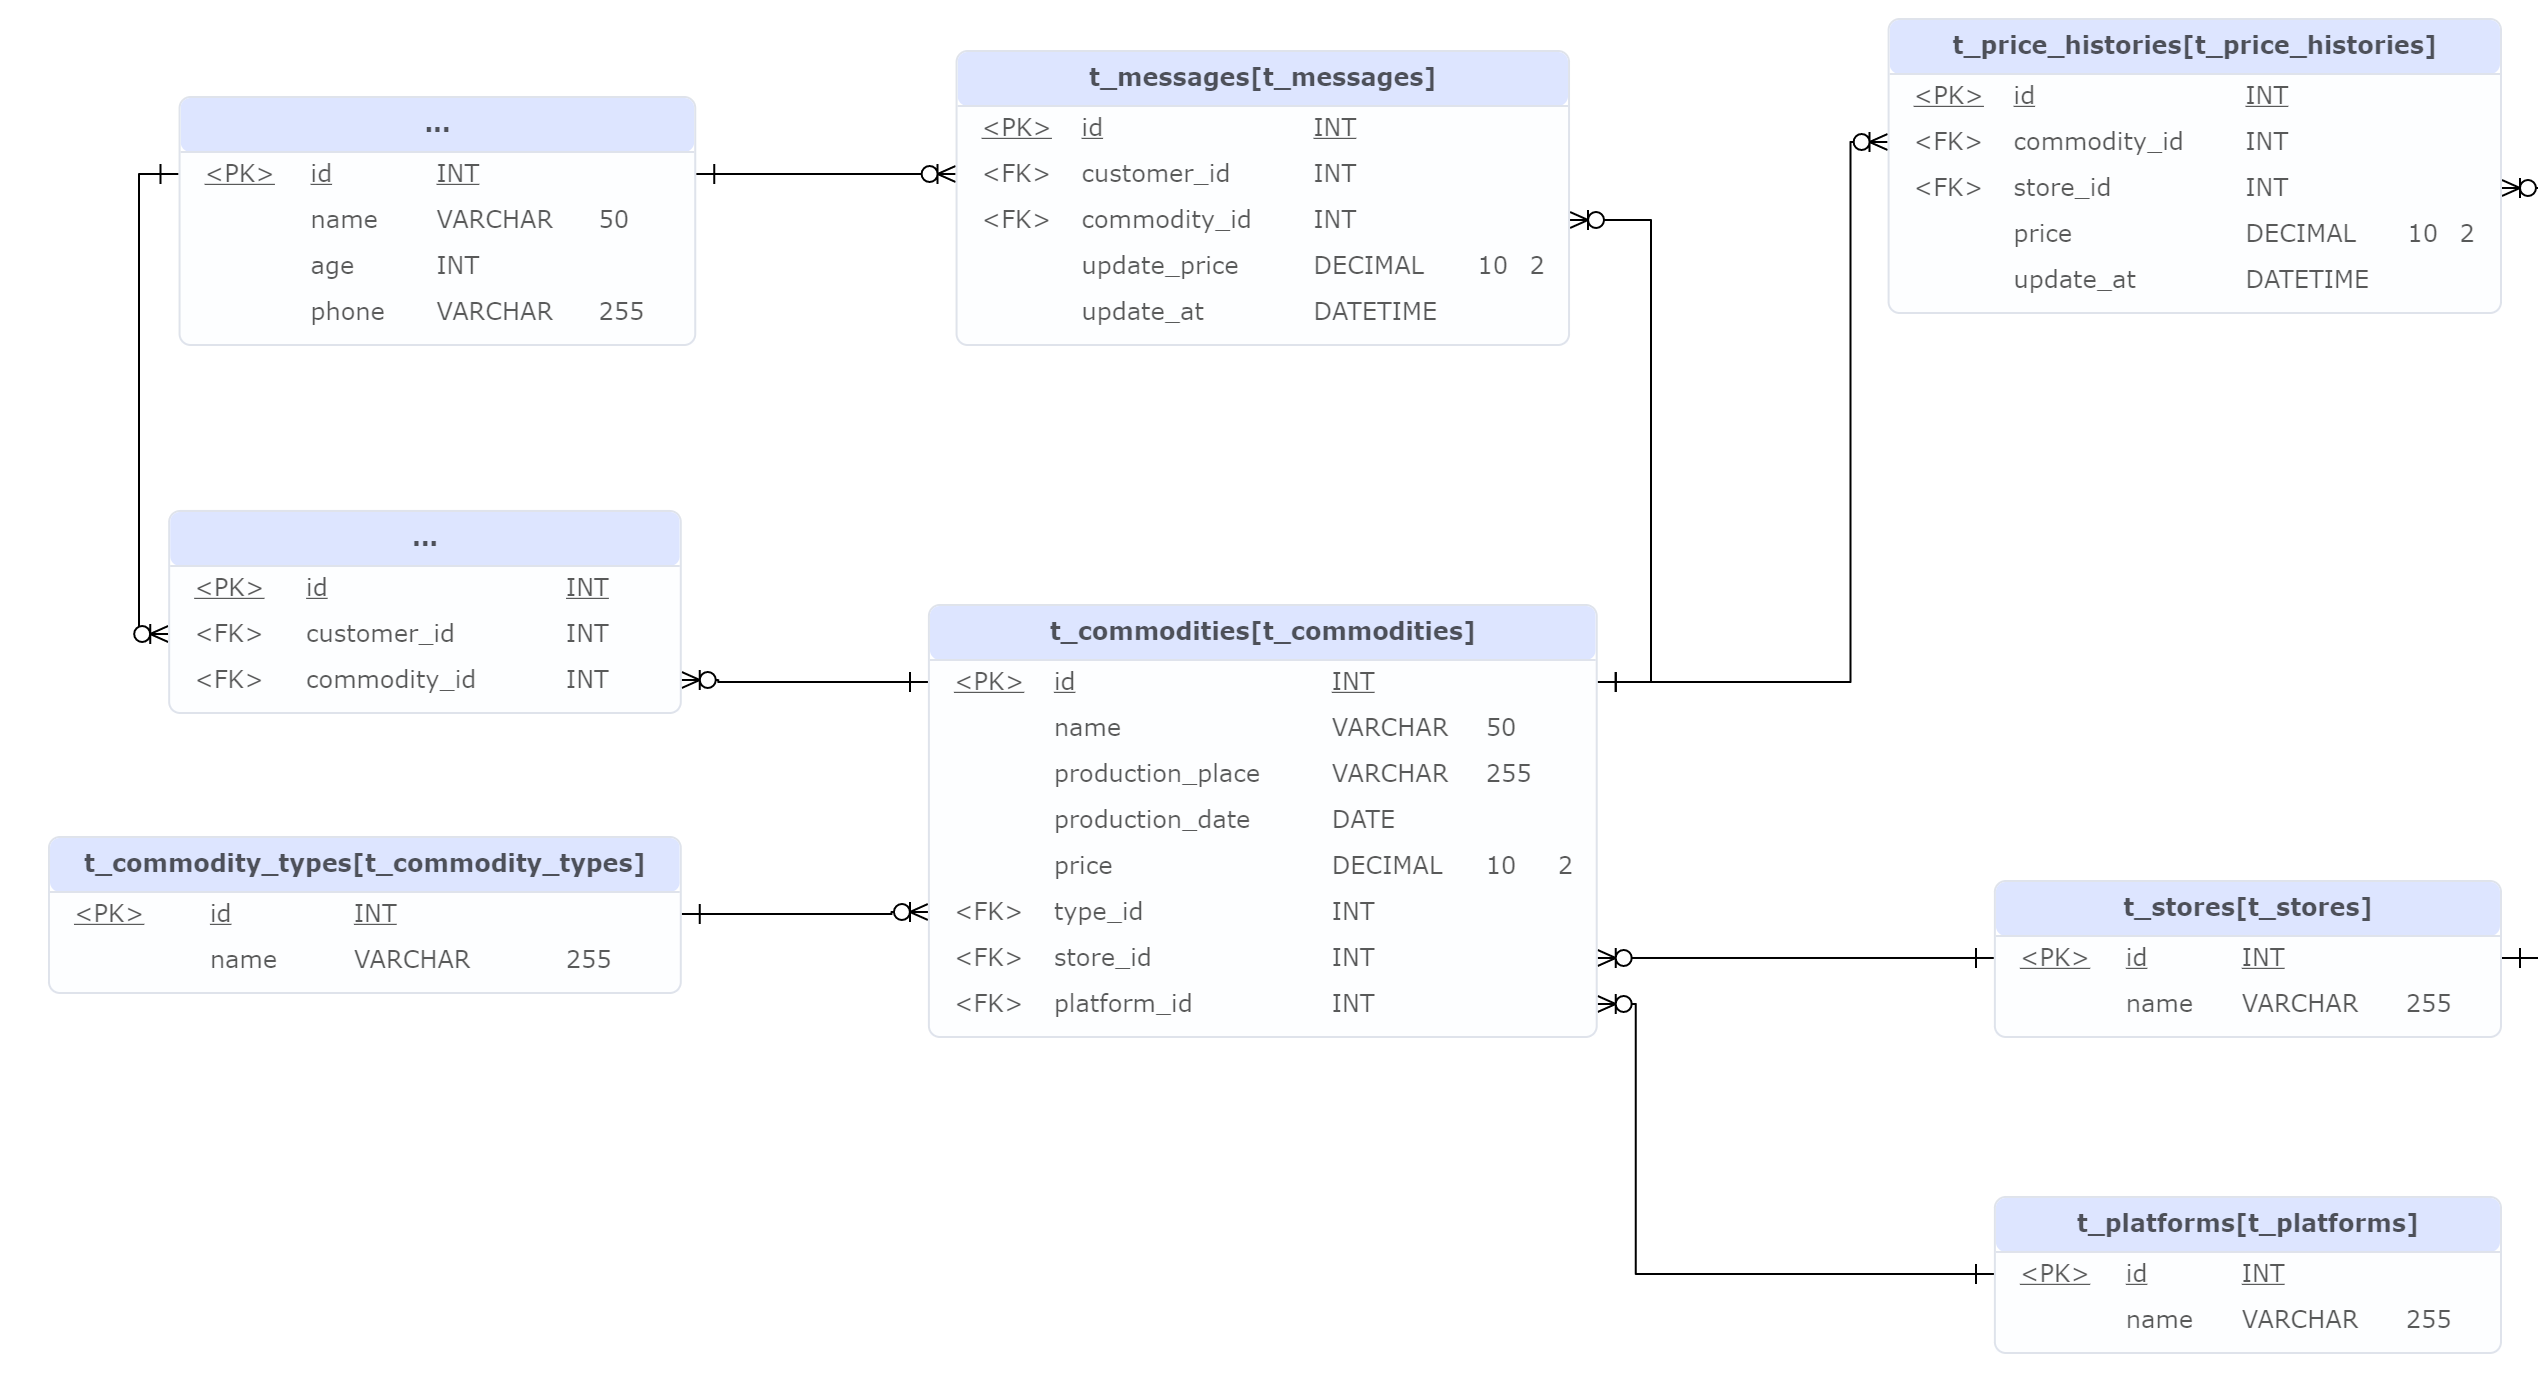 ...
<PK> id INT
name VARCHAR 50
age INT
phone VARCHAR 255
t_messages[t_messages]
<PK> id INT
<FK> customer_id INT
<FK> commodity_id INT
update_price DECIMAL 10 2
update_at DATETIME
t_price_histories[t_price_histories]
<PK> id INT
<FK> commodity_id INT
<FK> store_id INT
price DECIMAL 10 2
update_at DATETIME
...
<PK> id INT
<FK> customer_id INT
<FK> commodity_id INT
t_commodities[t_commodities]
<PK> id INT
name VARCHAR 50
production_place VARCHAR 255
production_date DATE
price DECIMAL 10 2
<FK> type_id INT
<FK> store_id INT
<FK> platform_id INT
t_commodity_types[t_commodity_types]
<PK> id INT
name VARCHAR 255
t_stores[t_stores]
<PK> id INT
name VARCHAR 255
t_platforms[t_platforms]
<PK> id INT
name VARCHAR 255